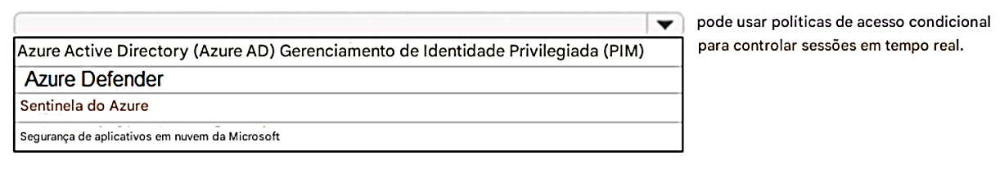 pode usar políticas de acesso condicional
para controlar sessões em tempo real.
Azure Active Directory (Azure AD) Gerenciamento de Identidade Privilegiada (PIM)
Azure Defender
Sentinela do Azure
Segurança de aplicativos em nuvem da Microsoft